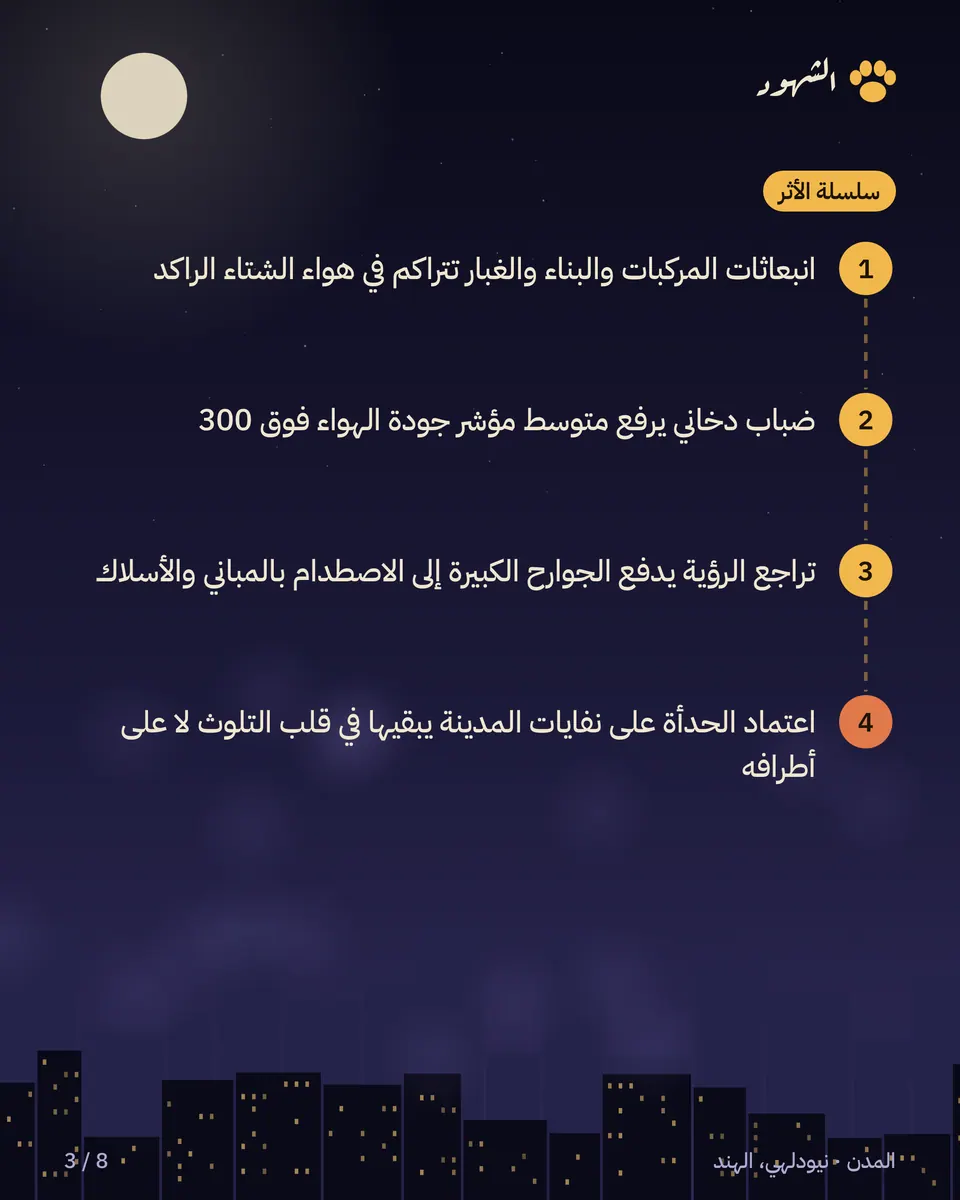 الشهود
سلسلة الأثر
1 انبعاثات المركبات والبناء والغبار تتراكم في هواء الشتاء الراكد
2 ضباب دخاني يرفع متوسط مؤشر جودة الهواء فوق 300
3 تراجع الرؤية يدفع الجوارح الكبيرة إلى الاصطدام بالمباني والأسلاك
4 اعتماد الحدأة على نفايات المدينة يبقيها في قلب التلوث لا على
أطرافه
المدن · نيودلهي، الهند
3 / 8